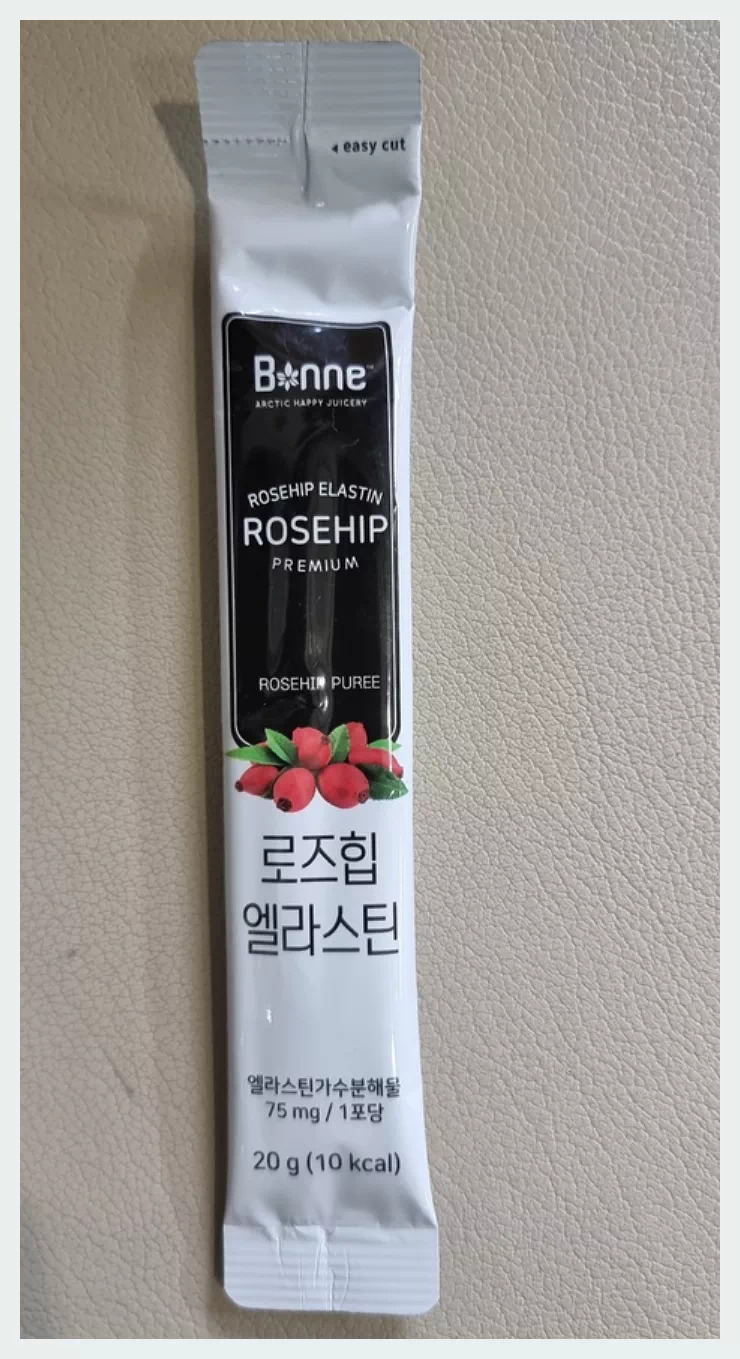 easy cut
Bonne™
ARCTIC HAPPY JUICERY
ROSEHIP ELASTIN
ROSEHIP
PREMIUM
ROSEHIP PUREE
로즈힙
엘라스틴
엘라스틴가수분해물
75 mg / 1포당
20 g (10 kcal)